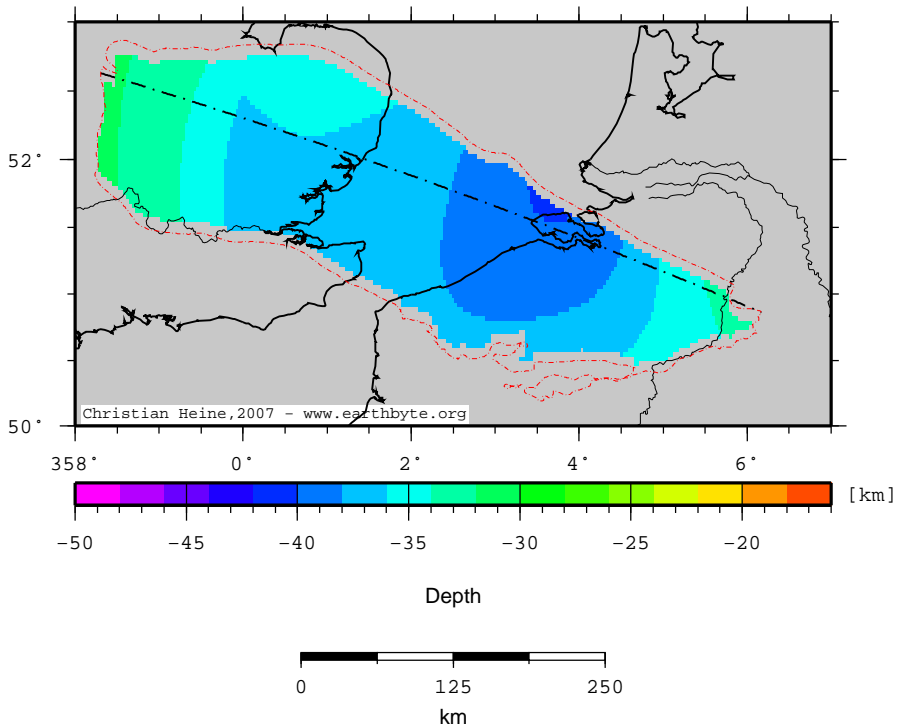 52°
50°
Christian Heine,2007 - www.earthbyte.org
358° 0° 2° 4° 6°
[km]
-50 -45 -40 -35 -30 -25 -20
Depth
0 125 250
km